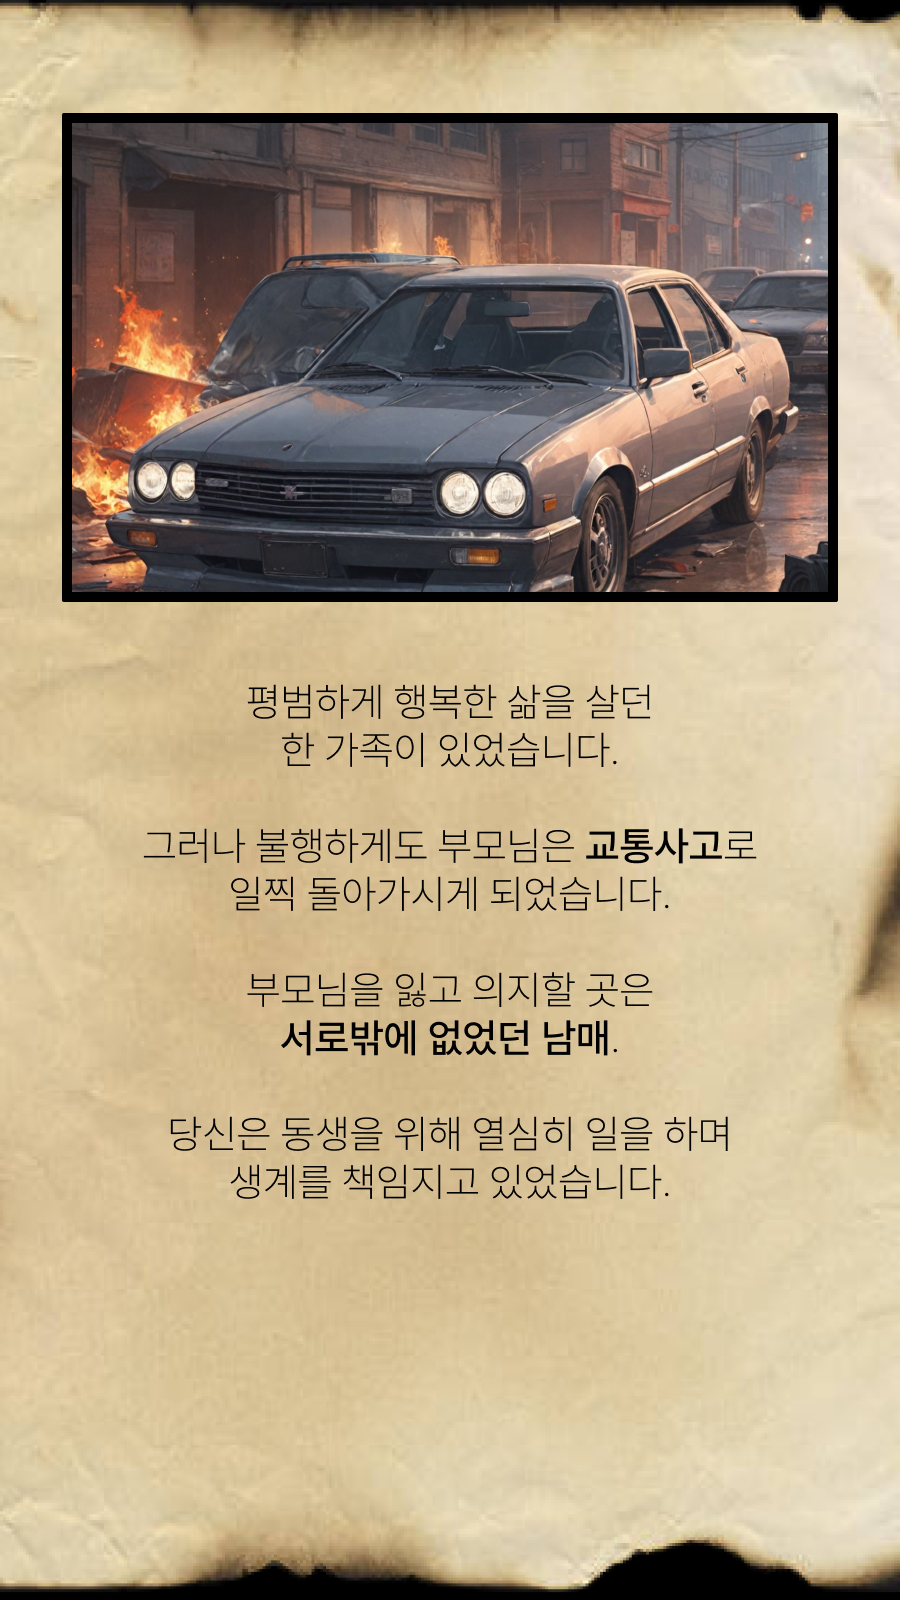 평범하게 행복한 삶을 살던
한 가족이 있었습니다.
그러나 불행하게도 부모님은 교통사고로
일찍 돌아가시게 되었습니다.
부모님을 잃고 의지할 곳은
서로밖에 없었던 남매.
당신은 동생을 위해 열심히 일을 하며
생계를 책임지고 있었습니다.